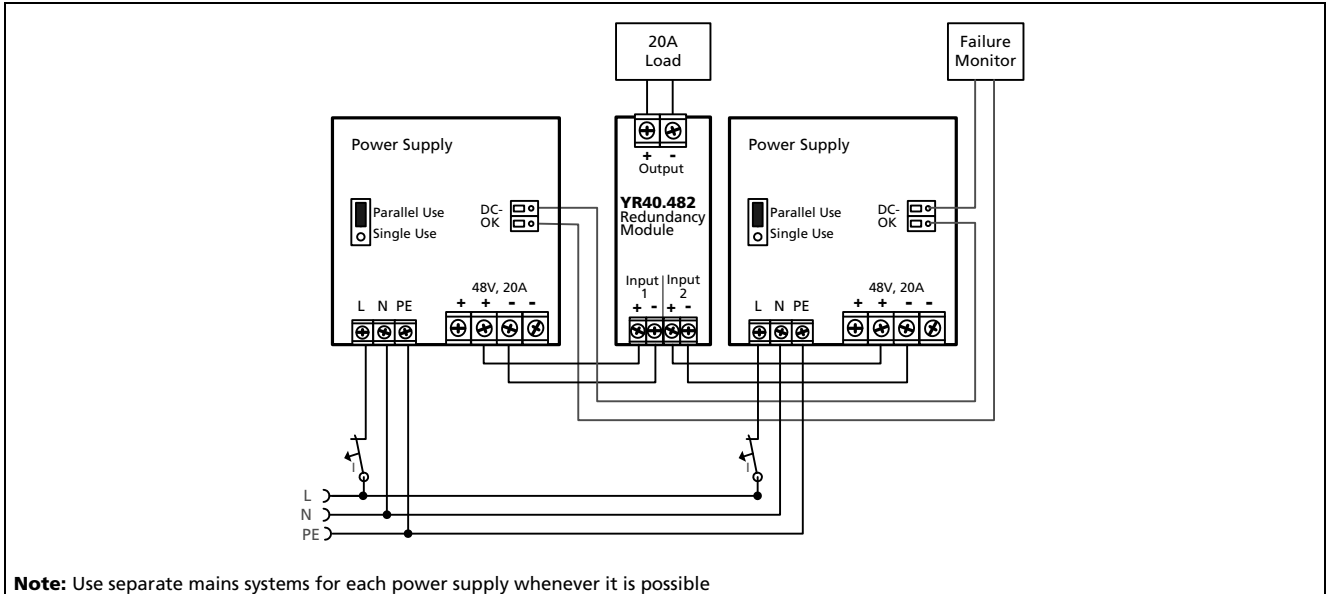 20A
Load
Failure
Monitor
Power Supply
Parallel Use
Single Use
DC-
OK
48V, 20A
L N PE
+ + - -
+ -
Output
YR40.482
Redundancy
Module
Input Input
1 2
+ - + -
Power Supply
Parallel Use
Single Use
DC-
OK
48V, 20A
L N PE
+ + - -
I
I
L
N
PE
Note: Use separate mains systems for each power supply whenever it is possible